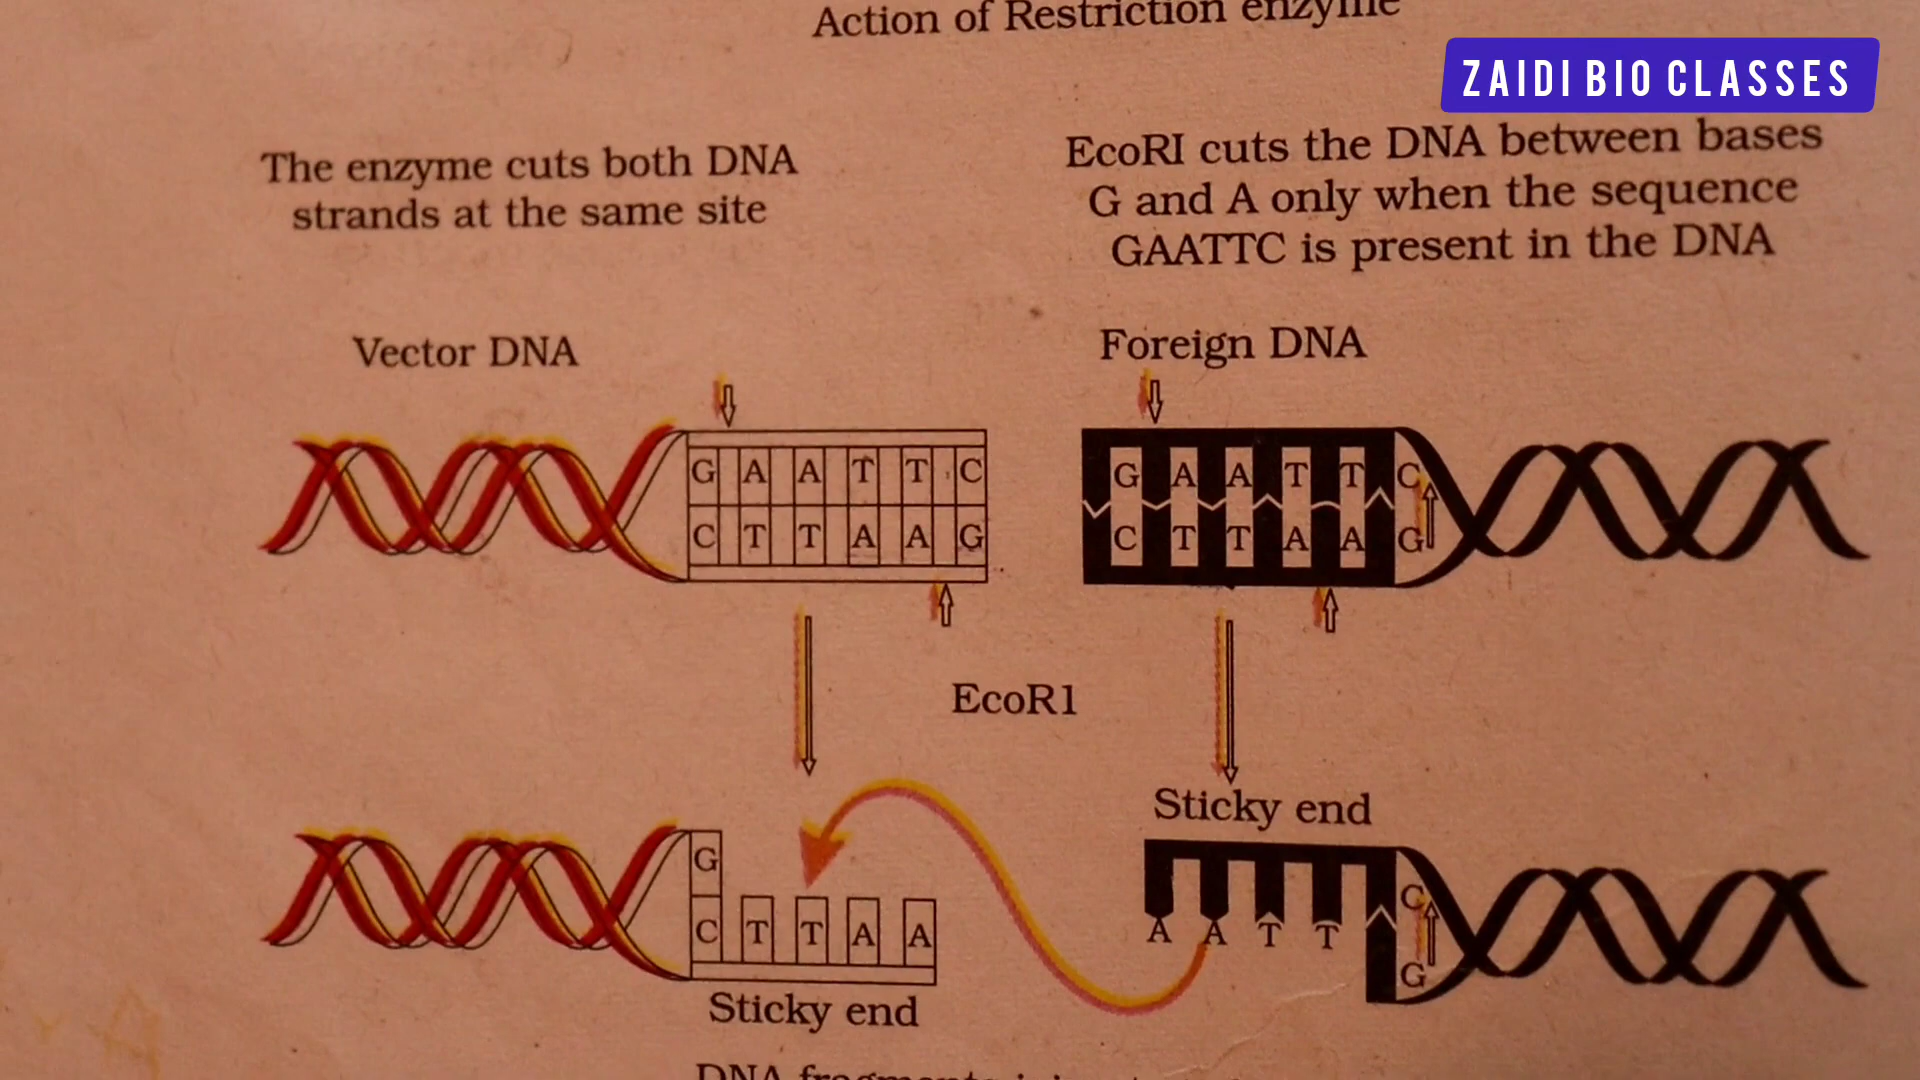 Action of Restriction enzyme
ZAIDI BIO CLASSES
The enzyme cuts both DNA
strands at the same site
EcoRI cuts the DNA between bases
G and A only when the sequence
GAATTC is present in the DNA
Vector DNA
Foreign DNA
G A A T T C
C T T A A G
G A A T T C
C T T A A G
EcoR1
Sticky end
G
C T T A A
C
A A T T
G
Sticky end
DNA fragments